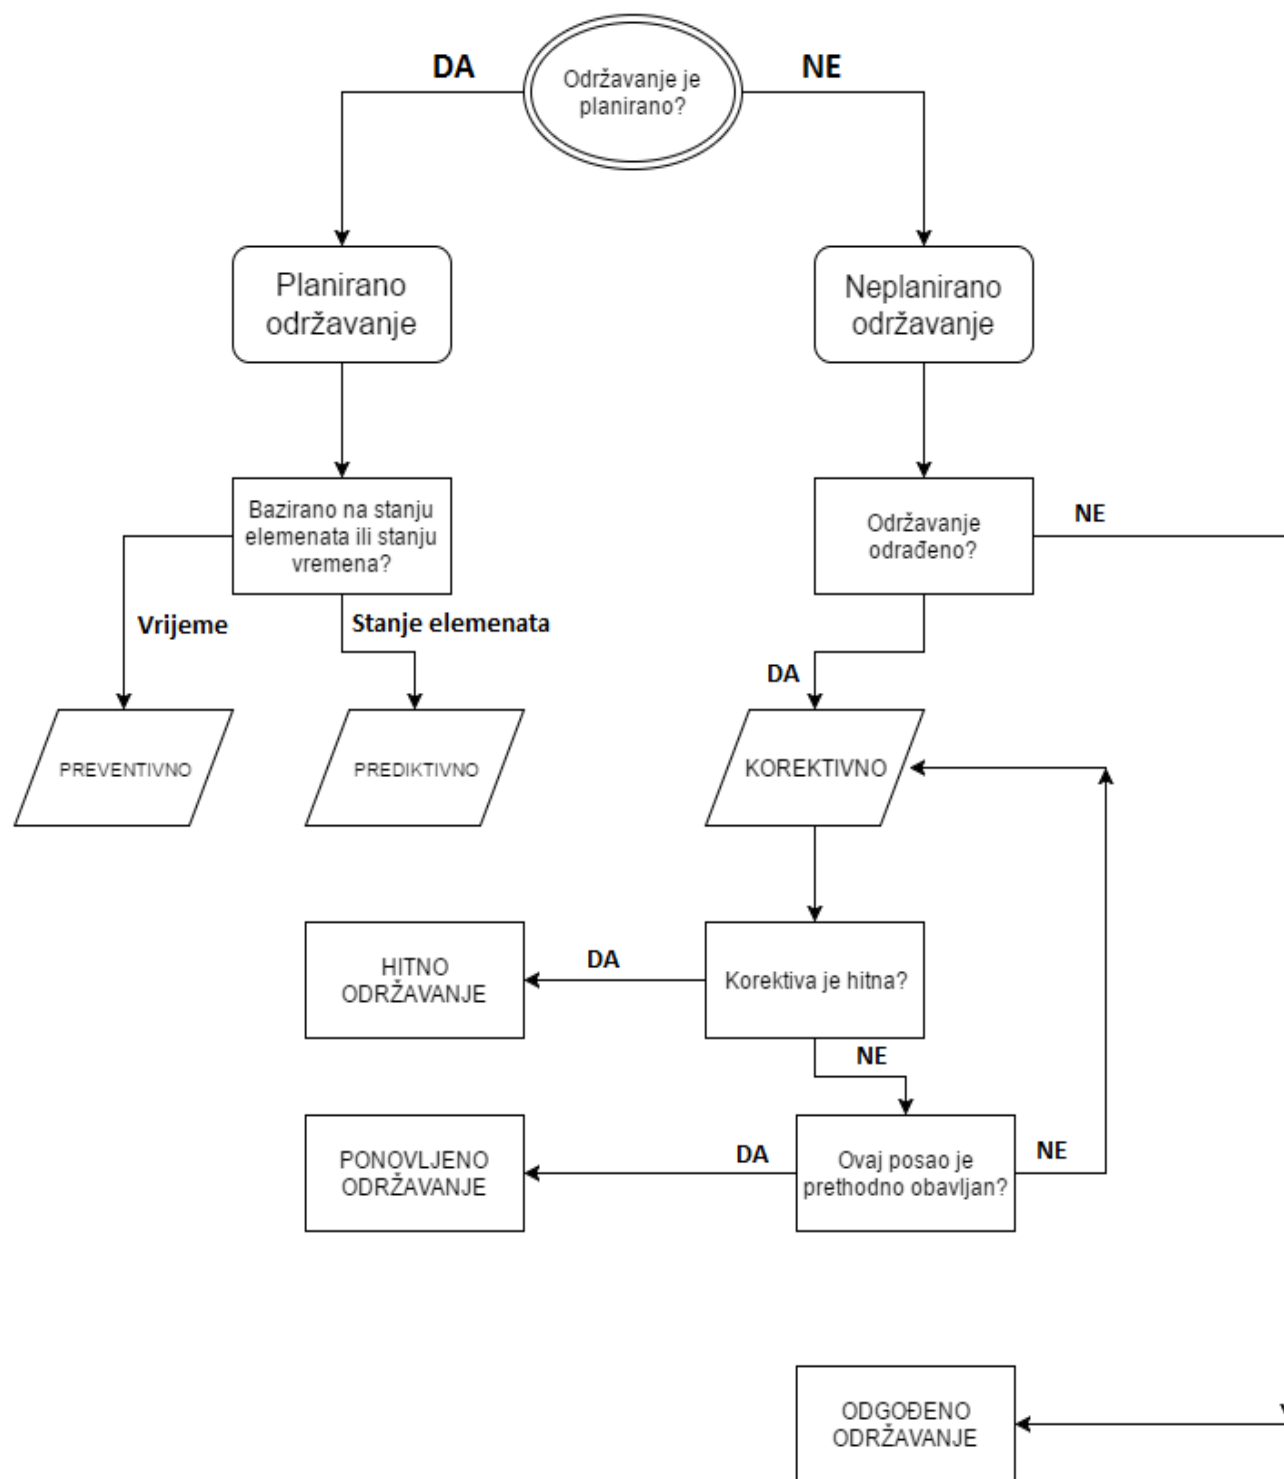 DA
NE
Održavanje je
planirano?
Planirano
održavanje
Neplanirano
održavanje
Bazirano na stanju
elemenata ili stanju
vremena?
Održavanje
odrađeno?
NE
Vrijeme
Stanje elemenata
DA
PREVENTIVNO
PREDIKTIVNO
KOREKTIVNO
HITNO
ODRŽAVANJE
DA
Korektiva je hitna?
NE
PONOVLJENO
ODRŽAVANJE
DA
Ovaj posao je
prethodno obavljan?
NE
ODGOĐENO
ODRŽAVANJE